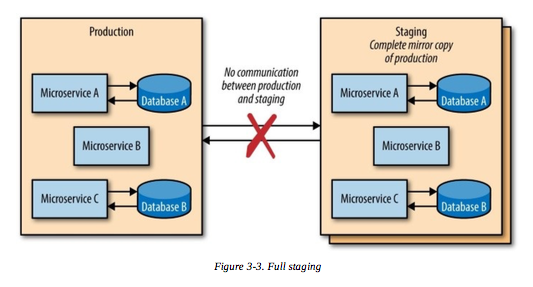 Production
Microservice A
Database A
Microservice B
Microservice C
Database B
No communication
between production
and staging
Staging
Complete mirror copy
of production
Microservice A
Database A
Microservice B
Microservice C
Database B
Figure 3-3. Full staging